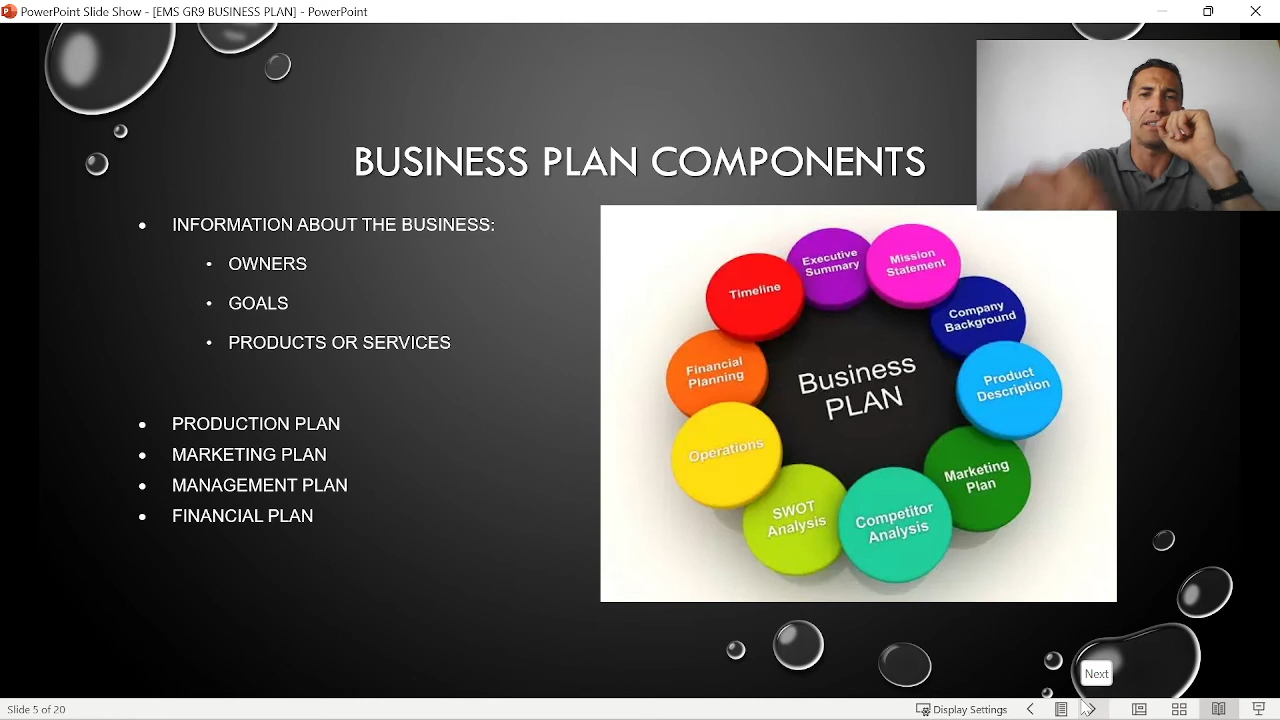 PowerPoint Slide Show - [EMS GR9 BUSINESS PLAN] - PowerPoint
BUSINESS PLAN COMPONENTS
• INFORMATION ABOUT THE BUSINESS:
• OWNERS
• GOALS
• PRODUCTS OR SERVICES
• PRODUCTION PLAN
• MARKETING PLAN
• MANAGEMENT PLAN
• FINANCIAL PLAN
Business
PLAN
Executive
Summary
Mission
Statement
Company
Background
Product
Description
Marketing
Plan
Competitor
Analysis
SWOT
Analysis
Operations
Financial
Planning
Timeline
Next
Slide 5 of 20
Display Settings